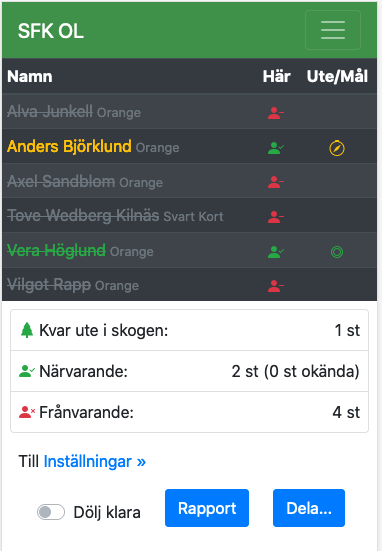 SFK OL
Namn Här Ute/Mål
Alva Junkell Orange
Anders Björklund Orange
Axel Sandblom Orange
Tove Wedberg Kilnäs Svart Kort
Vera Höglund Orange
Vilgot Rapp Orange
Kvar ute i skogen: 1 st
Närvarande: 2 st (0 st okända)
Frånvarande: 4 st
Till Inställningar »
Dölj klara Rapport Dela...